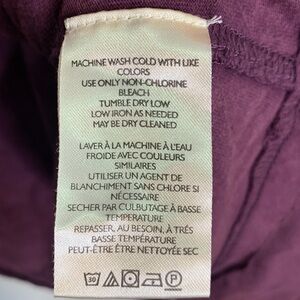 MACHINE WASH COLD WITH LIKE
COLORS
USE ONLY NON-CHLORINE
BLEACH
TUMBLE DRY LOW
LOW IRON AS NEEDED
MAY BE DRY CLEANED
LAVER À LA MACHINE À L'EAU
FROIDE AVEC COULEURS
SIMILAIRES
UTILISER UN AGENT DE
BLANCHIMENT SANS CHLORE SI
NÉCESSAIRE
SECHER PAR CULBUTAGE À BASSE
TEMPERATURE
REPASSER, AU BESOIN, À TRÈS
BASSE TEMPÉRATURE
PEUT-ÊTRE ÊTRE NETTOYÉE SEC
30 P